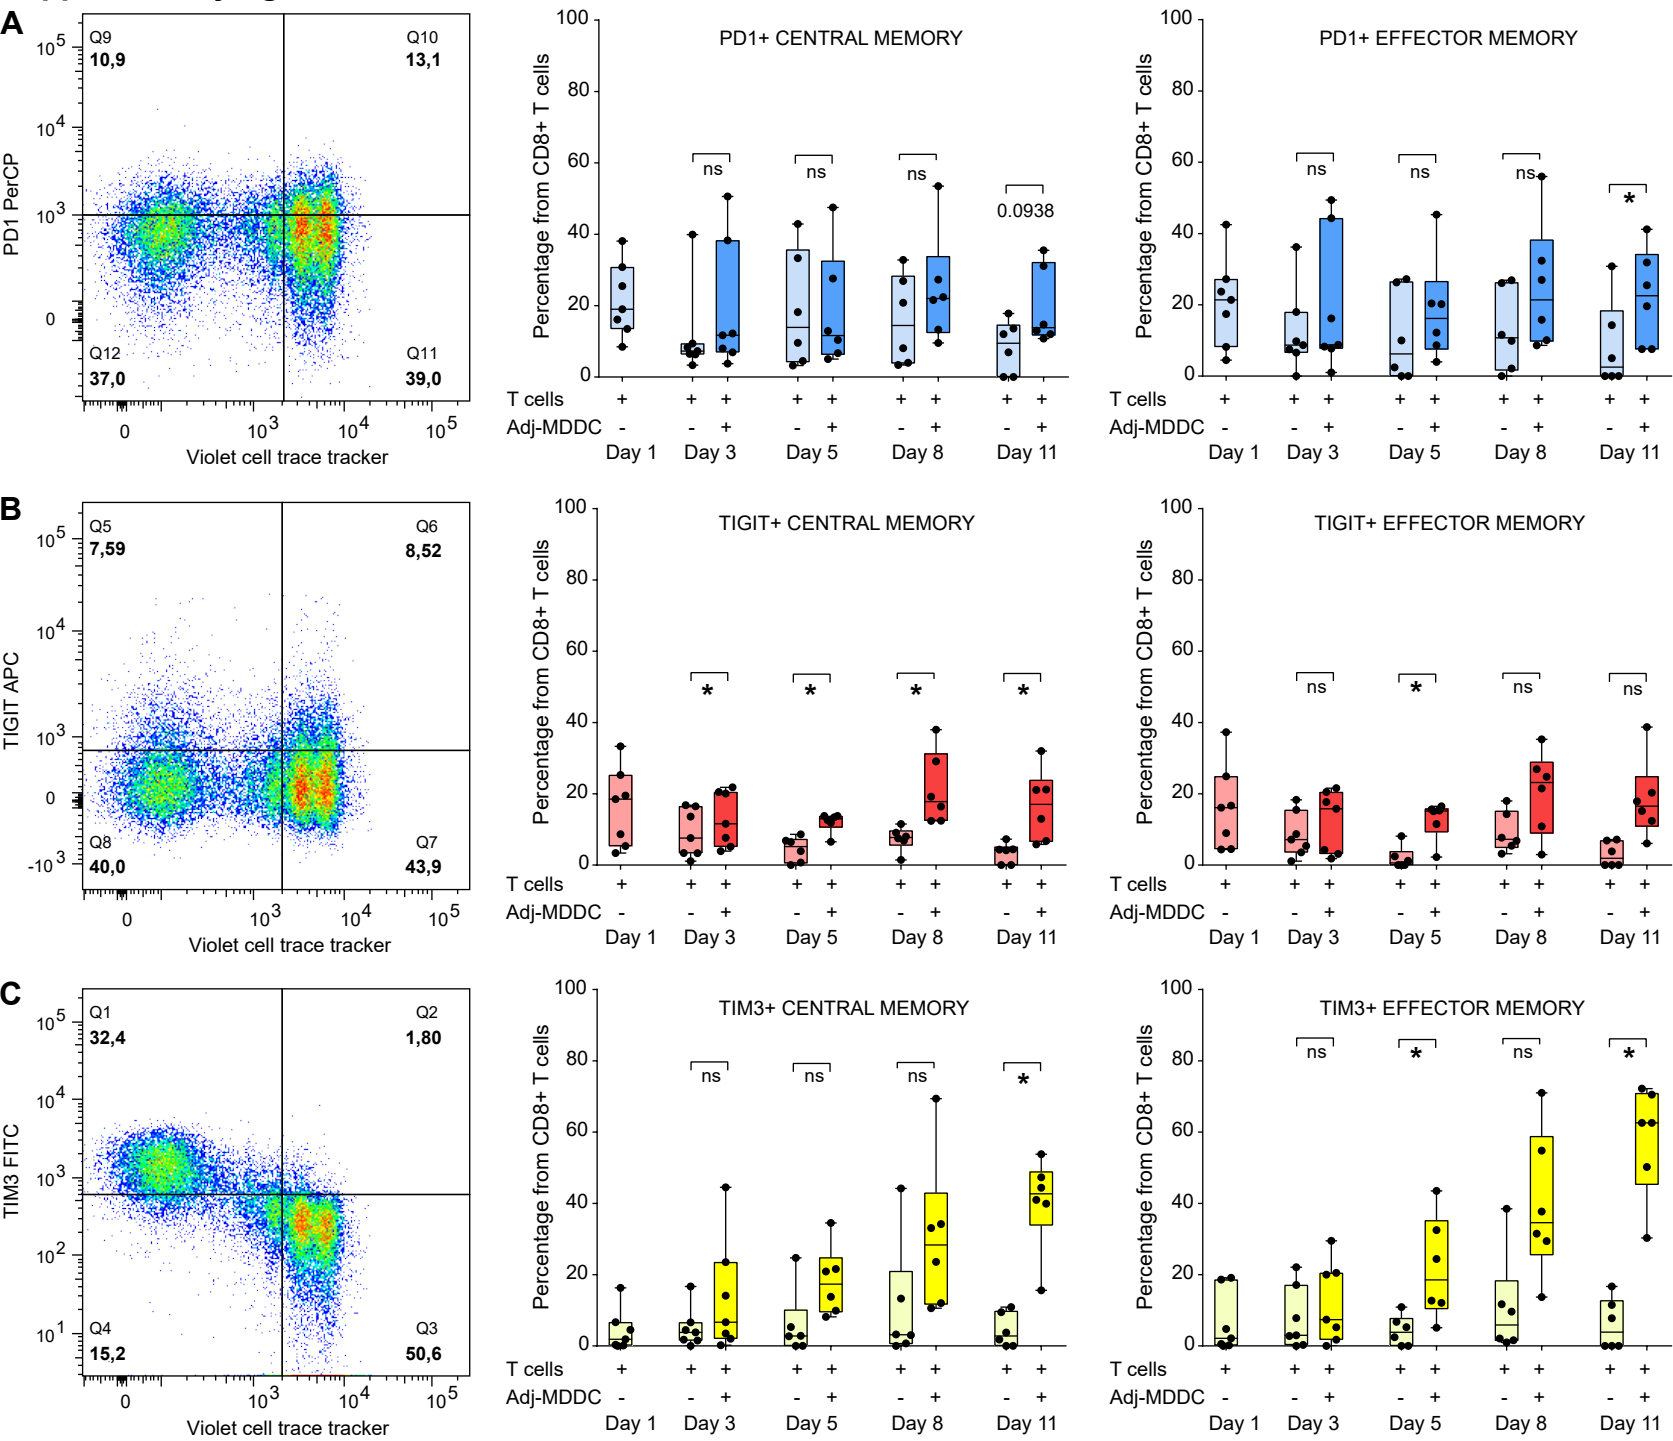 A
Q9
10,9
Q10
13,1
Q12
37,0
Q11
39,0
10^5
10^4
10^3
0
PD1 PerCP
0
10^3
10^4
10^5
Violet cell trace tracker
PD1+ CENTRAL MEMORY
Percentage from CD8+ T cells
100
80
60
40
20
0
ns
ns
ns
0.0938
T cells + - + + + + + + +
Adj-MDDC - - + - + - + - +
Day 1 Day 3 Day 5 Day 8 Day 11
PD1+ EFFECTOR MEMORY
Percentage from CD8+ T cells
100
80
60
40
20
0
ns
ns
ns
*
T cells + + + + + + + + +
Adj-MDDC - - + - + - + - +
Day 1 Day 3 Day 5 Day 8 Day 11
B
Q5
7,59
Q6
8,52
Q8
40,0
Q7
43,9
10^5
10^4
10^3
0
-10^3
TIGIT APC
0
10^3
10^4
10^5
Violet cell trace tracker
TIGIT+ CENTRAL MEMORY
Percentage from CD8+ T cells
100
80
60
40
20
0
*
*
*
*
T cells + + + + + + + + +
Adj-MDDC - - + - + - + - +
Day 1 Day 3 Day 5 Day 8 Day 11
TIGIT+ EFFECTOR MEMORY
Percentage from CD8+ T cells
100
80
60
40
20
0
ns
*
ns
ns
T cells + + + + + + + + +
Adj-MDDC - - + - + - + - +
Day 1 Day 3 Day 5 Day 8 Day 11
C
Q1
32,4
Q2
1,80
Q4
15,2
Q3
50,6
10^5
10^4
10^3
10^2
10^1
TIM3 FITC
0
10^3
10^4
10^5
Violet cell trace tracker
TIM3+ CENTRAL MEMORY
Percentage from CD8+ T cells
100
80
60
40
20
0
ns
ns
ns
*
T cells + + + + + + + + +
Adj-MDDC - - + - + - + - +
Day 1 Day 3 Day 5 Day 8 Day 11
TIM3+ EFFECTOR MEMORY
Percentage from CD8+ T cells
100
80
60
40
20
0
ns
*
ns
*
T cells + + + + + + + + +
Adj-MDDC - - + - + - + - +
Day 1 Day 3 Day 5 Day 8 Day 11